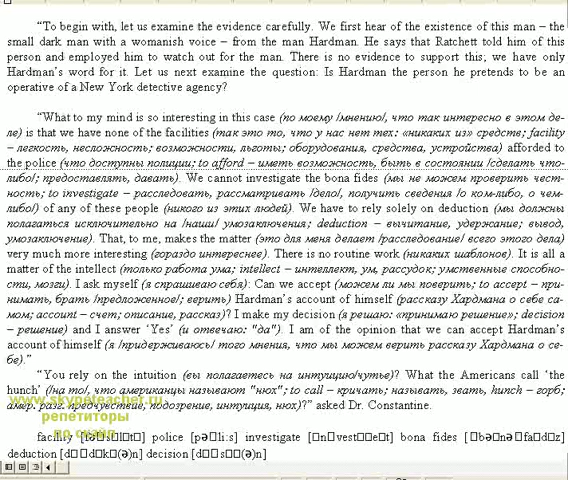 “To begin with, let us examine the evidence carefully. We first hear of the existence of this man – the
small dark man with a womanish voice – from the man Hardman. He says that Ratchett told him of this
person and employed him to watch out for the man. There is no evidence to support this; we have only
Hardman’s word for it. Let us next examine the question: Is Hardman the person he pretends to be an
operative of a New York detective agency?
“What to my mind is so interesting in this case (по моему /мнению/, что так интересно в этом де-
ле) is that we have none of the facilities (так это то, что у нас нет тех: «никаких из» средств; facility
– легкость, несложность; возможности, льготы; оборудования, средства, устройства) afforded to
the police (что доступны полиции; to afford – иметь возможность, быть в состоянии /сделать что-
либо/; предоставлять, давать). We cannot investigate the bona fides (мы не можем проверить чест-
ность; to investigate – расследовать, рассматривать /дело/, получить сведения /о ком-либо, о чем-
либо/) of any of these people (никого из этих людей). We have to rely solely on deduction (мы должны
полагаться исключительно на /наши/ умозаключения; deduction – вычитание, удержание; вывод,
умозаключение). That, to me, makes the matter (это для меня делает /расследование/ всего этого дела)
very much more interesting (гораздо интереснее). There is no routine work (никаких шаблонов). It is all a
matter of the intellect (только работа ума; intellect – интеллект, ум, рассудок; умственные способно-
сти, мозги). I ask myself (я спрашиваю себя): Can we accept (можем ли мы поверить; to accept – при-
нимать, брать /предложенное/; верить) Hardman’s account of himself (рассказу Хардмана о себе са-
мом; account – счет; описание, рассказ)? I make my decision (я решаю: «принимаю решение»; decision
– решение) and I answer ‘Yes’ (и отвечаю: "да"). I am of the opinion that we can accept Hardman’s
account of himself (я /придерживаюсь/ того мнения, что мы можем верить рассказу Хардмана о се-
бе).”
“You rely on the intuition (вы полагаетесь на интуицию/чутье)? What the Americans call ‘the
hunch’ (/на то/, что американцы называют "нюх"; to call – кричать; называть, звать, hunch – горб;
амер. разг. предчувствие, подозрение, интуиция, нюх)?” asked Dr. Constantine.
www.skypeteacher.ru
репетиторы
по скайп
facility police investigate bona fides
deduction decision